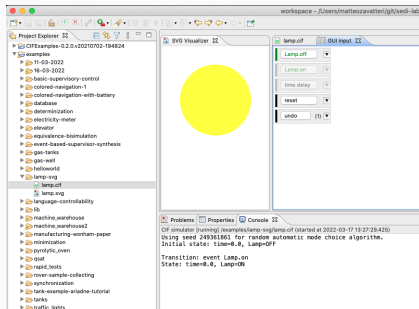 workspace - /Users/matteozavatteri/git/sedi-lab
Project Explorer
CIFExamples-0.2.0.v20210702-194824
examples
11-03-2022
16-03-2022
basic-supervisory-control
colored-navigation-1
colored-navigation-with-battery
database
determinization
electricity-meter
elevator
equivalence-bisimulation
event-based-supervisor-synthesis
gas-tanks
gas-well
helloworld
lamp-svg
lamp.cif
lamp.svg
language-controllability
lib
machine_warehouse
machine_warehouse2
manufacturing-wonham-paper
minimization
pyrolytic_oven
qsat
rapid_tests
rover-sample-collecting
synchronization
tank-example-ariadne-tutorial
tanks
traffic_lights
SVG Visualizer
lamp.cif
GUI input
Lamp.off
Lamp.on
time delay
reset
undo (1)
Problems
Properties
Console
CIF simulator [running] /examples/lamp-svg/lamp.cif (started at 2022-03-17 13:27:29.425)
Using seed 249361861 for random automatic mode choice algorithm.
Initial state: time=0.0, Lamp=OFF
Transition: event Lamp.on
State: time=0.0, Lamp=ON